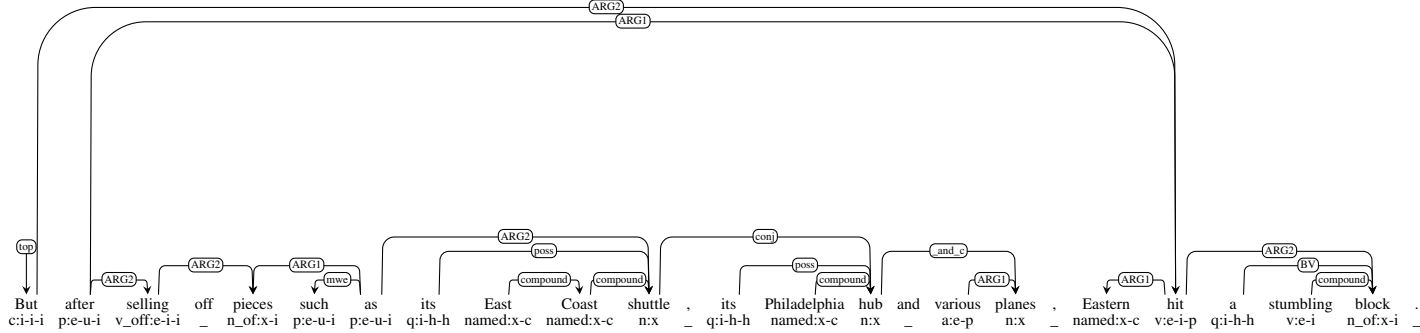 ARG2
ARG1
top ARG2 ARG2 ARG1 mwe ARG2 poss compound compound conj poss compound _and_c ARG1 ARG1 ARG2 BV compound
But after selling off pieces such as its East Coast shuttle , its Philadelphia hub and various planes , Eastern hit a stumbling block .
c:i-i-i p:e-u-i v_off:e-i-i _ n_of:x-i p:e-u-i p:e-u-i q:i-h-h named:x-c named:x-c n:x _ q:i-h-h named:x-c n:x _ a:e-p n:x _ named:x-c v:e-i-p q:i-h-h v:e-i n_of:x-i _